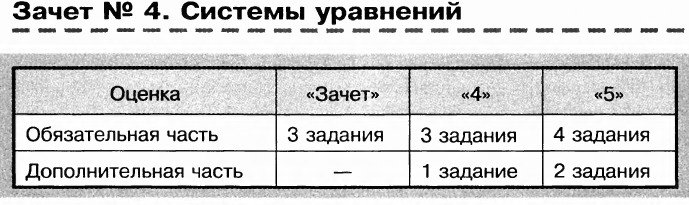 Зачет № 4. Системы уравнений
Оценка «Зачет» «4» «5»
Обязательная часть 3 задания 3 задания 4 задания
Дополнительная часть — 1 задание 2 задания